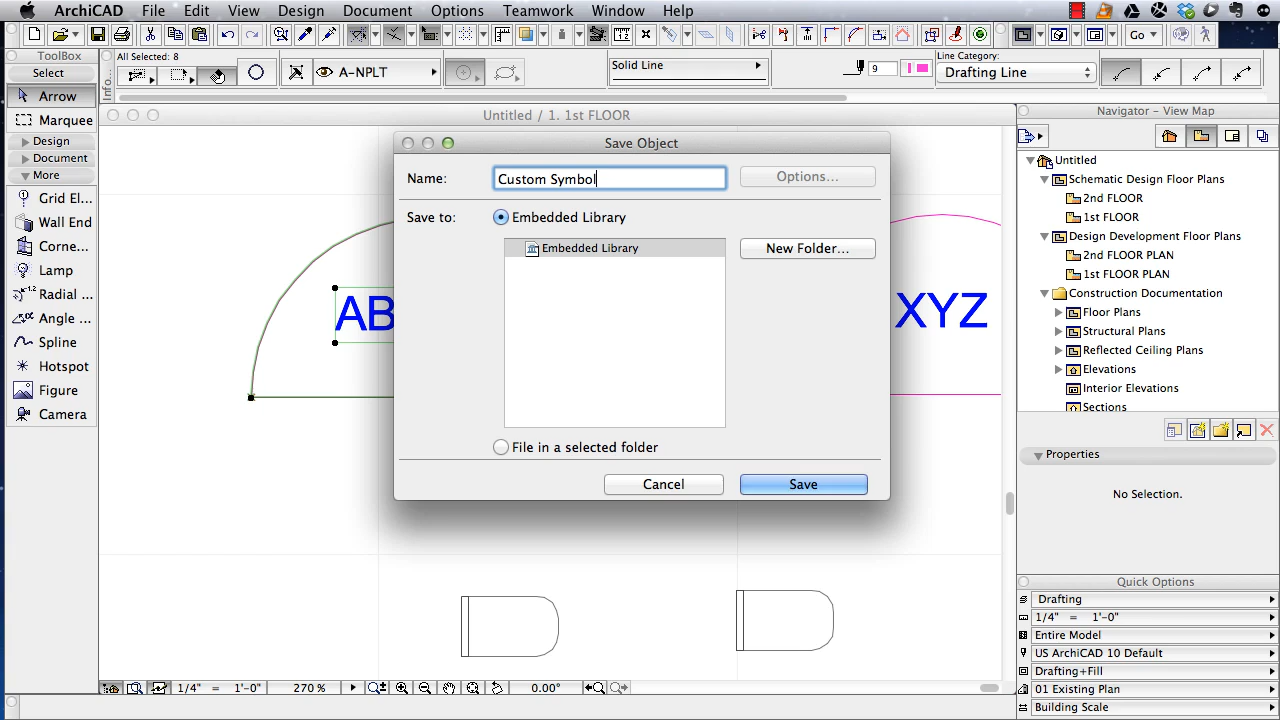 ArchiCAD File Edit View Design Document Options Teamwork Window Help
Go
ToolBox
Select
Arrow
Marquee
Design
Document
More
Grid El...
Wall End
Corne...
Lamp
Radial ...
Angle ...
Spline
Hotspot
Figure
Camera
All Selected: 8
Info...
A-NPLT
Solid Line
9
Line Category:
Drafting Line
Untitled / 1. 1st FLOOR
AB
XYZ
Save Object
Name: Custom Symbol Options...
Save to: Embedded Library
Embedded Library New Folder...
File in a selected folder
Cancel Save
1/4" = 1'-0" 270 % 0.00°
Navigator - View Map
Untitled
Schematic Design Floor Plans
2nd FLOOR
1st FLOOR
Design Development Floor Plans
2nd FLOOR PLAN
1st FLOOR PLAN
Construction Documentation
Floor Plans
Structural Plans
Reflected Ceiling Plans
Elevations
Interior Elevations
Sections
Properties
No Selection.
Quick Options
Drafting
1/4" = 1'-0"
Entire Model
US ArchiCAD 10 Default
Drafting+Fill
01 Existing Plan
Building Scale